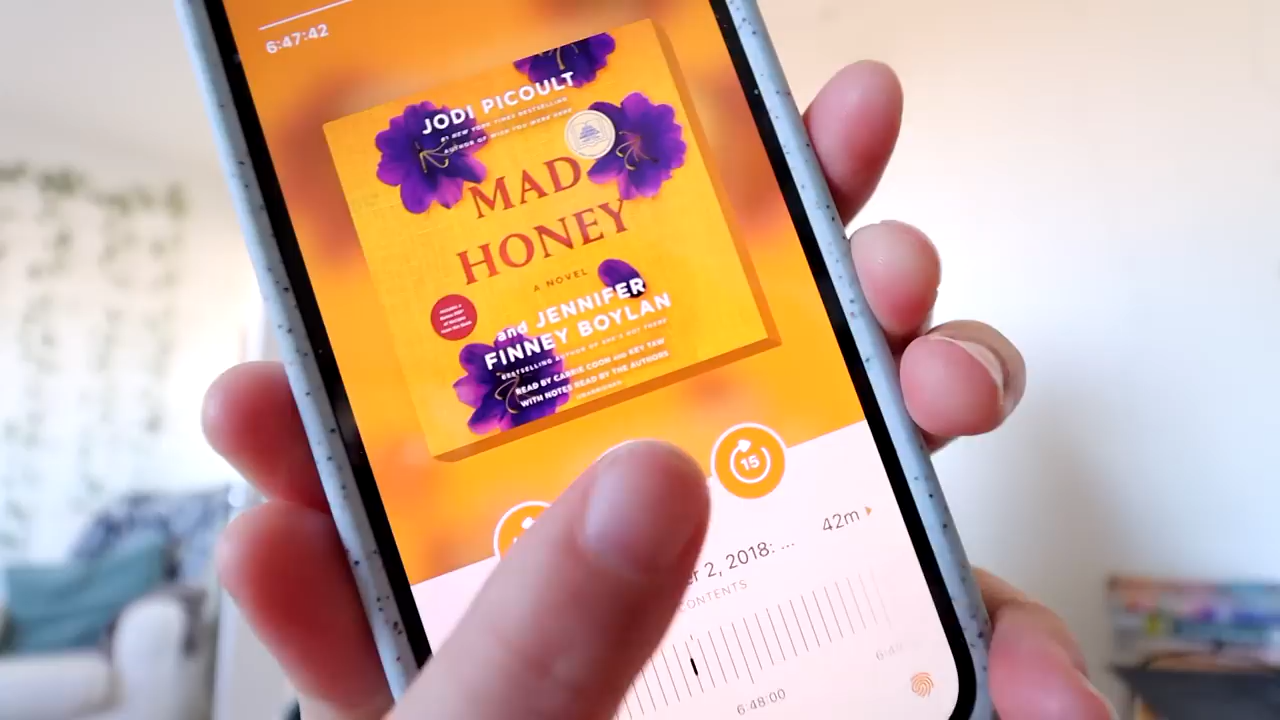 6:47:42
JODI PICOULT
#1 NEW YORK TIMES BESTSELLING
AUTHOR OF WISH YOU WERE HERE
MAD
HONEY
A NOVEL
and JENNIFER
FINNEY BOYLAN
BESTSELLING AUTHOR OF SHE'S NOT THERE
READ BY CARRIE COON AND KEY TAW
WITH NOTES READ BY THE AUTHORS
UNABRIDGED
15
42m
2, 2018: ...
CONTENTS
6:48:00